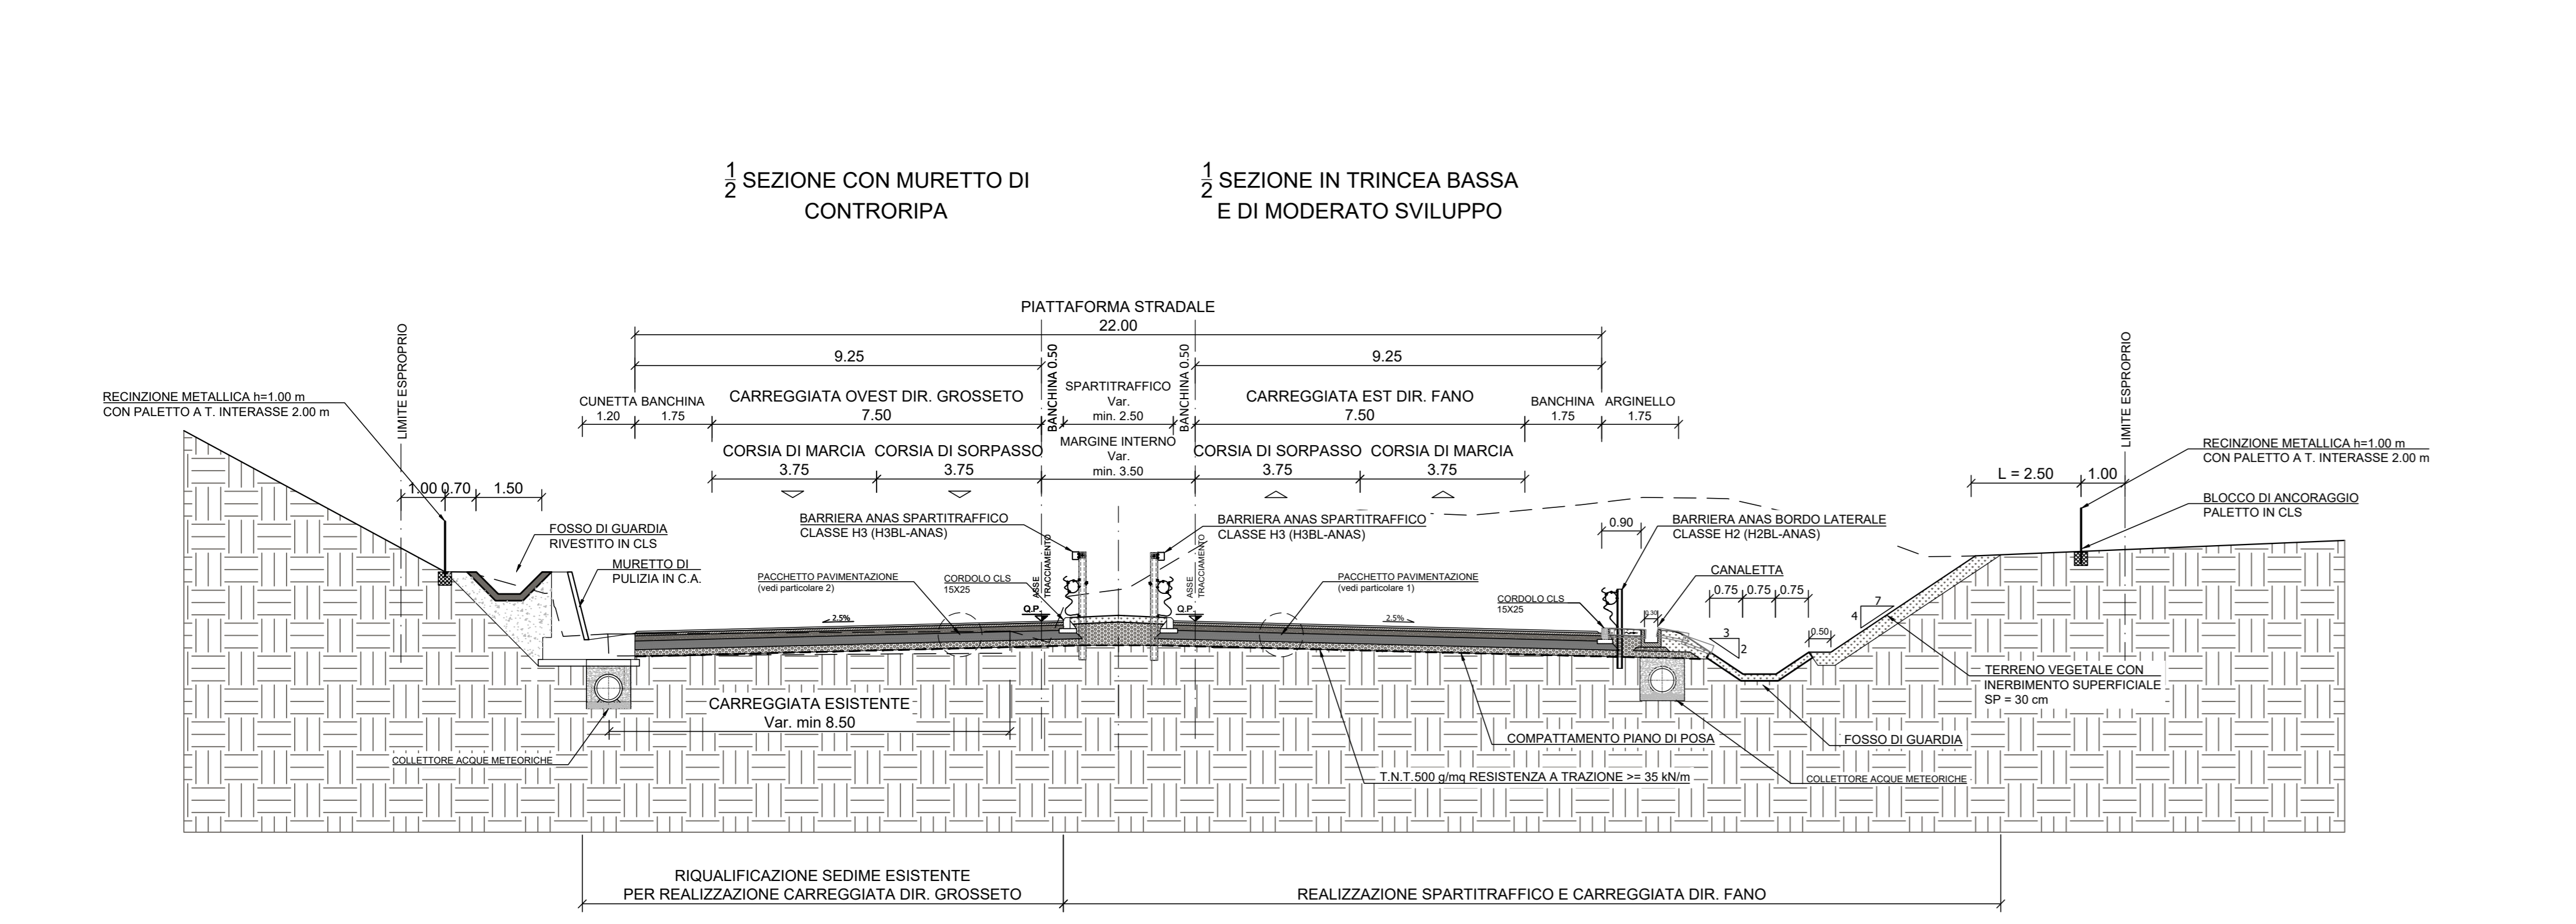 1
2 SEZIONE CON MURETTO DI
CONTRORIPA
1
2 SEZIONE IN TRINCEA BASSA
E DI MODERATO SVILUPPO
PIATTAFORMA STRADALE
22.00
9.25
9.25
LIMITE ESPROPRIO
BANCHINA 0.50
BANCHINA 0.50
LIMITE ESPROPRIO
RECINZIONE METALLICA h=1.00 m
CON PALETTO A T. INTERASSE 2.00 m
CUNETTA
1.20
BANCHINA
1.75
CARREGGIATA OVEST DIR. GROSSETO
7.50
SPARTITRAFFICO
Var.
min. 2.50
CARREGGIATA EST DIR. FANO
7.50
BANCHINA
1.75
ARGINELLO
1.75
CORSIA DI MARCIA
3.75
CORSIA DI SORPASSO
3.75
MARGINE INTERNO
Var.
min. 3.50
CORSIA DI SORPASSO
3.75
CORSIA DI MARCIA
3.75
RECINZIONE METALLICA h=1.00 m
CON PALETTO A T. INTERASSE 2.00 m
L = 2.50
1.00
1.00
0.70
1.50
BLOCCO DI ANCORAGGIO
PALETTO IN CLS
FOSSO DI GUARDIA
RIVESTITO IN CLS
BARRIERA ANAS SPARTITRAFFICO
CLASSE H3 (H3BL-ANAS)
BARRIERA ANAS SPARTITRAFFICO
CLASSE H3 (H3BL-ANAS)
0.90
BARRIERA ANAS BORDO LATERALE
CLASSE H2 (H2BL-ANAS)
MURETTO DI
PULIZIA IN C.A.
PACCHETTO PAVIMENTAZIONE
(vedi particolare 2)
CORDOLO CLS
15X25
ASSE
TRACCIAMENTO
ASSE
TRACCIAMENTO
PACCHETTO PAVIMENTAZIONE
(vedi particolare 1)
CANALETTA
0.75
0.75
0.75
CORDOLO CLS
15X25
Q.P.
Q.P.
2.5%
2.5%
0.30
7
4
3
2
0.50
TERRENO VEGETALE CON
INERBIMENTO SUPERFICIALE
SP = 30 cm
CARREGGIATA ESISTENTE
Var. min 8.50
COMPATTAMENTO PIANO DI POSA
FOSSO DI GUARDIA
COLLETTORE ACQUE METEORICHE
T.N.T.500 g/mq RESISTENZA A TRAZIONE >= 35 kN/m
COLLETTORE ACQUE METEORICHE
RIQUALIFICAZIONE SEDIME ESISTENTE
PER REALIZZAZIONE CARREGGIATA DIR. GROSSETO
REALIZZAZIONE SPARTITRAFFICO E CARREGGIATA DIR. FANO